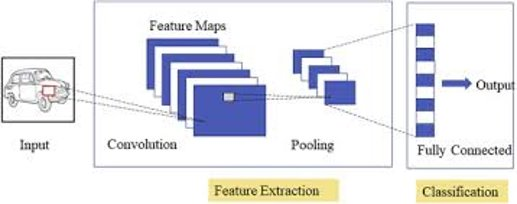 Feature Maps
Input
Convolution
Pooling
Output
Fully Connected
Feature Extraction
Classification